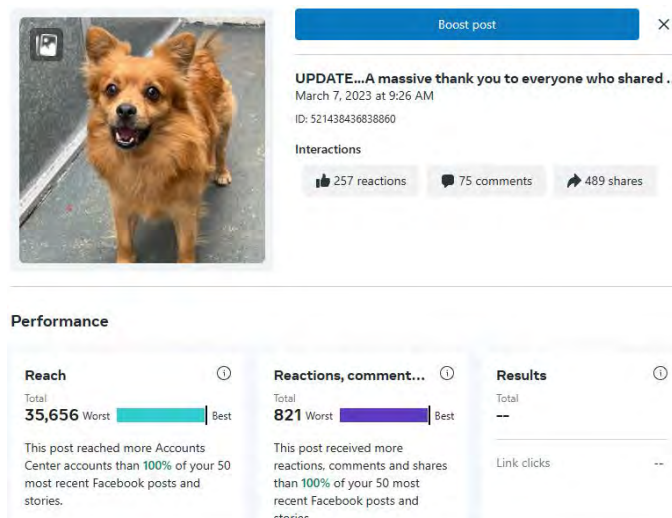 Boost post
UPDATE...A massive thank you to everyone who shared .
March 7, 2023 at 9:26 AM
ID: 521438436838860
Interactions
257 reactions
75 comments
489 shares
Performance
Reach
Total
35,656 Worst Best
This post reached more Accounts
Center accounts than 100% of your 50
most recent Facebook posts and
stories.
Reactions, comment...
Total
821 Worst Best
This post received more
reactions, comments and shares
than 100% of your 50 most
recent Facebook posts and
stories
Results
Total
--
Link clicks --